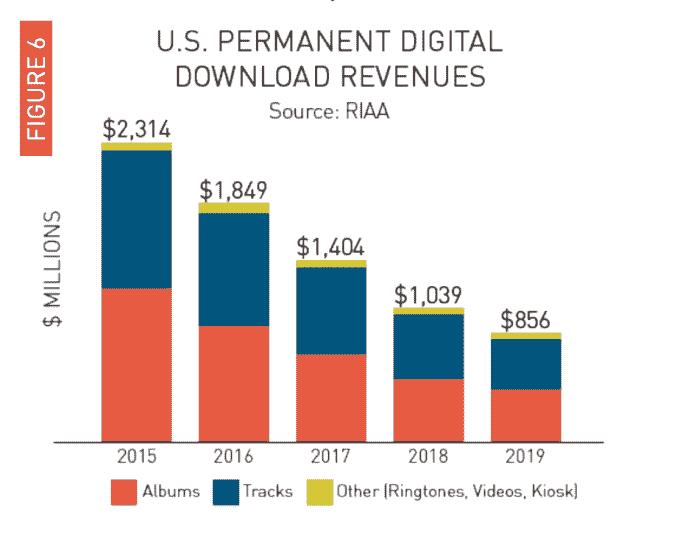 FIGURE 6
U.S. PERMANENT DIGITAL
DOWNLOAD REVENUES
Source: RIAA
$ MILLIONS
$2,314
$1,849
$1,404
$1,039
$856
2015 2016 2017 2018 2019
Albums Tracks Other (Ringtones, Videos, Kiosk)